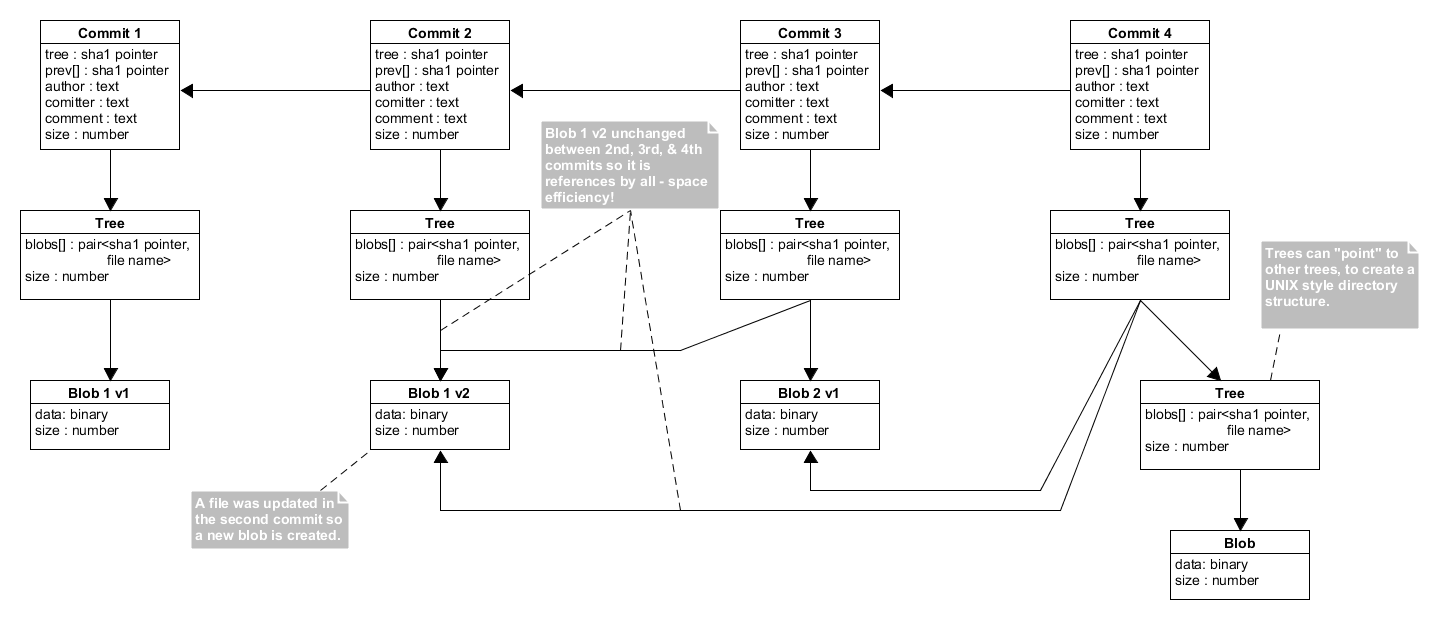 Commit 1
tree : sha1 pointer
prev[] : sha1 pointer
author : text
comitter : text
comment : text
size : number
Commit 2
tree : sha1 pointer
prev[] : sha1 pointer
author : text
comitter : text
comment : text
size : number
Commit 3
tree : sha1 pointer
prev[] : sha1 pointer
author : text
comitter : text
comment : text
size : number
Commit 4
tree : sha1 pointer
prev[] : sha1 pointer
author : text
comitter : text
comment : text
size : number
Blob 1 v2 unchanged
between 2nd, 3rd, & 4th
commits so it is
references by all - space
efficiency!
Tree
blobs[] : pair<sha1 pointer,
file name>
size : number
Tree
blobs[] : pair<sha1 pointer,
file name>
size : number
Tree
blobs[] : pair<sha1 pointer,
file name>
size : number
Tree
blobs[] : pair<sha1 pointer,
file name>
size : number
Trees can "point" to
other trees, to create a
UNIX style directory
structure.
Blob 1 v1
data: binary
size : number
Blob 1 v2
data: binary
size : number
Blob 2 v1
data: binary
size : number
Tree
blobs[] : pair<sha1 pointer,
file name>
size : number
A file was updated in
the second commit so
a new blob is created.
Blob
data: binary
size : number